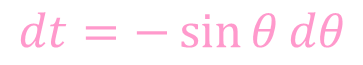 dt = − sin θ dθ